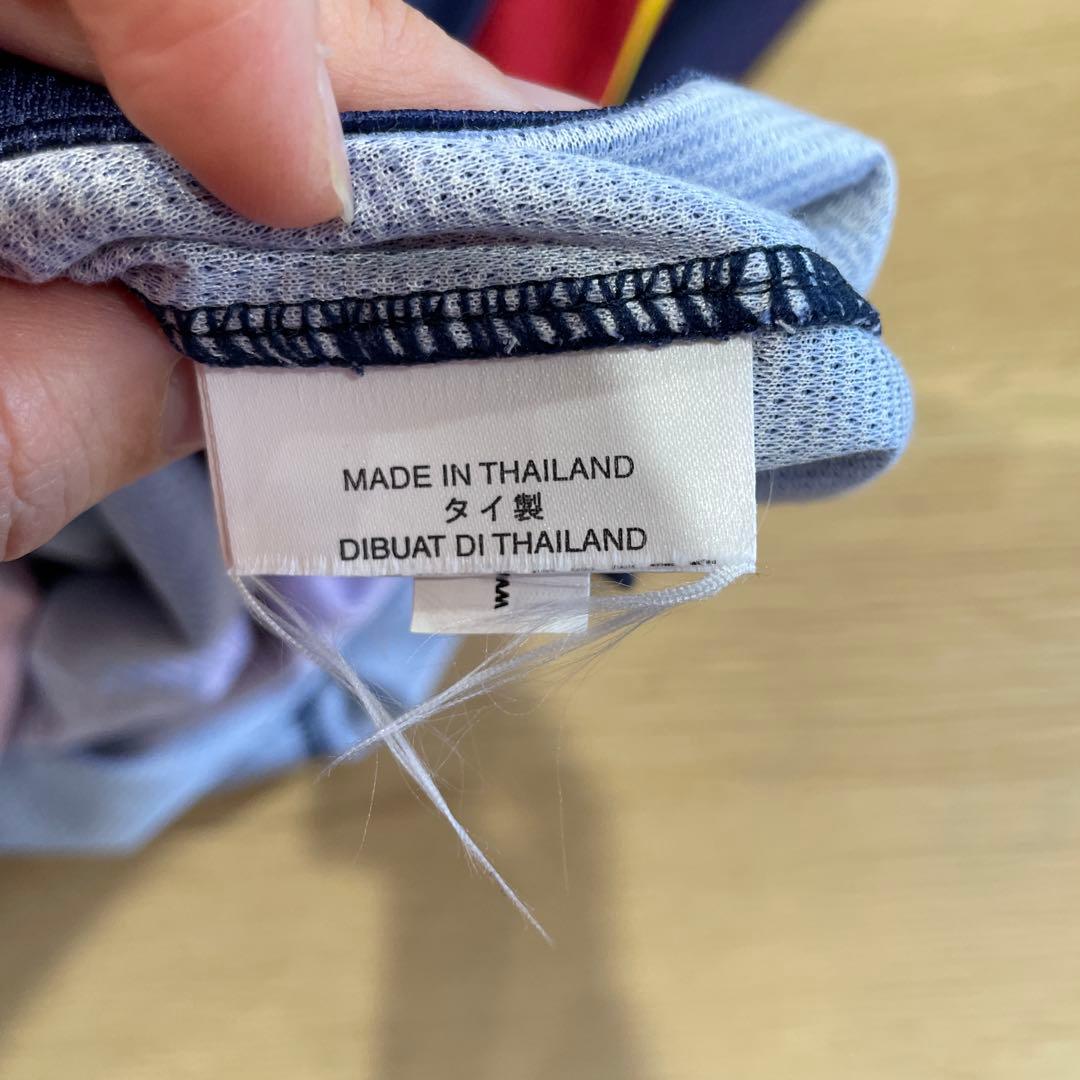 MADE IN THAILAND
タイ製
DIBUAT DI THAILAND